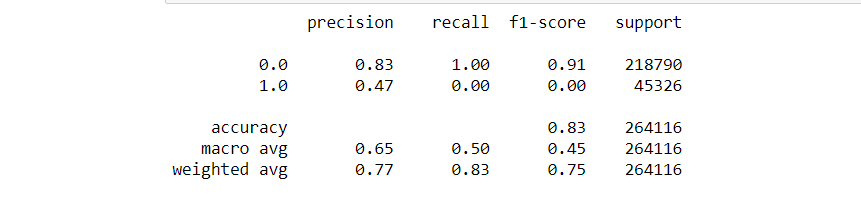 precision recall f1-score support
0.0 0.83 1.00 0.91 218790
1.0 0.47 0.00 0.00 45326
accuracy 0.83 264116
macro avg 0.65 0.50 0.45 264116
weighted avg 0.77 0.83 0.75 264116